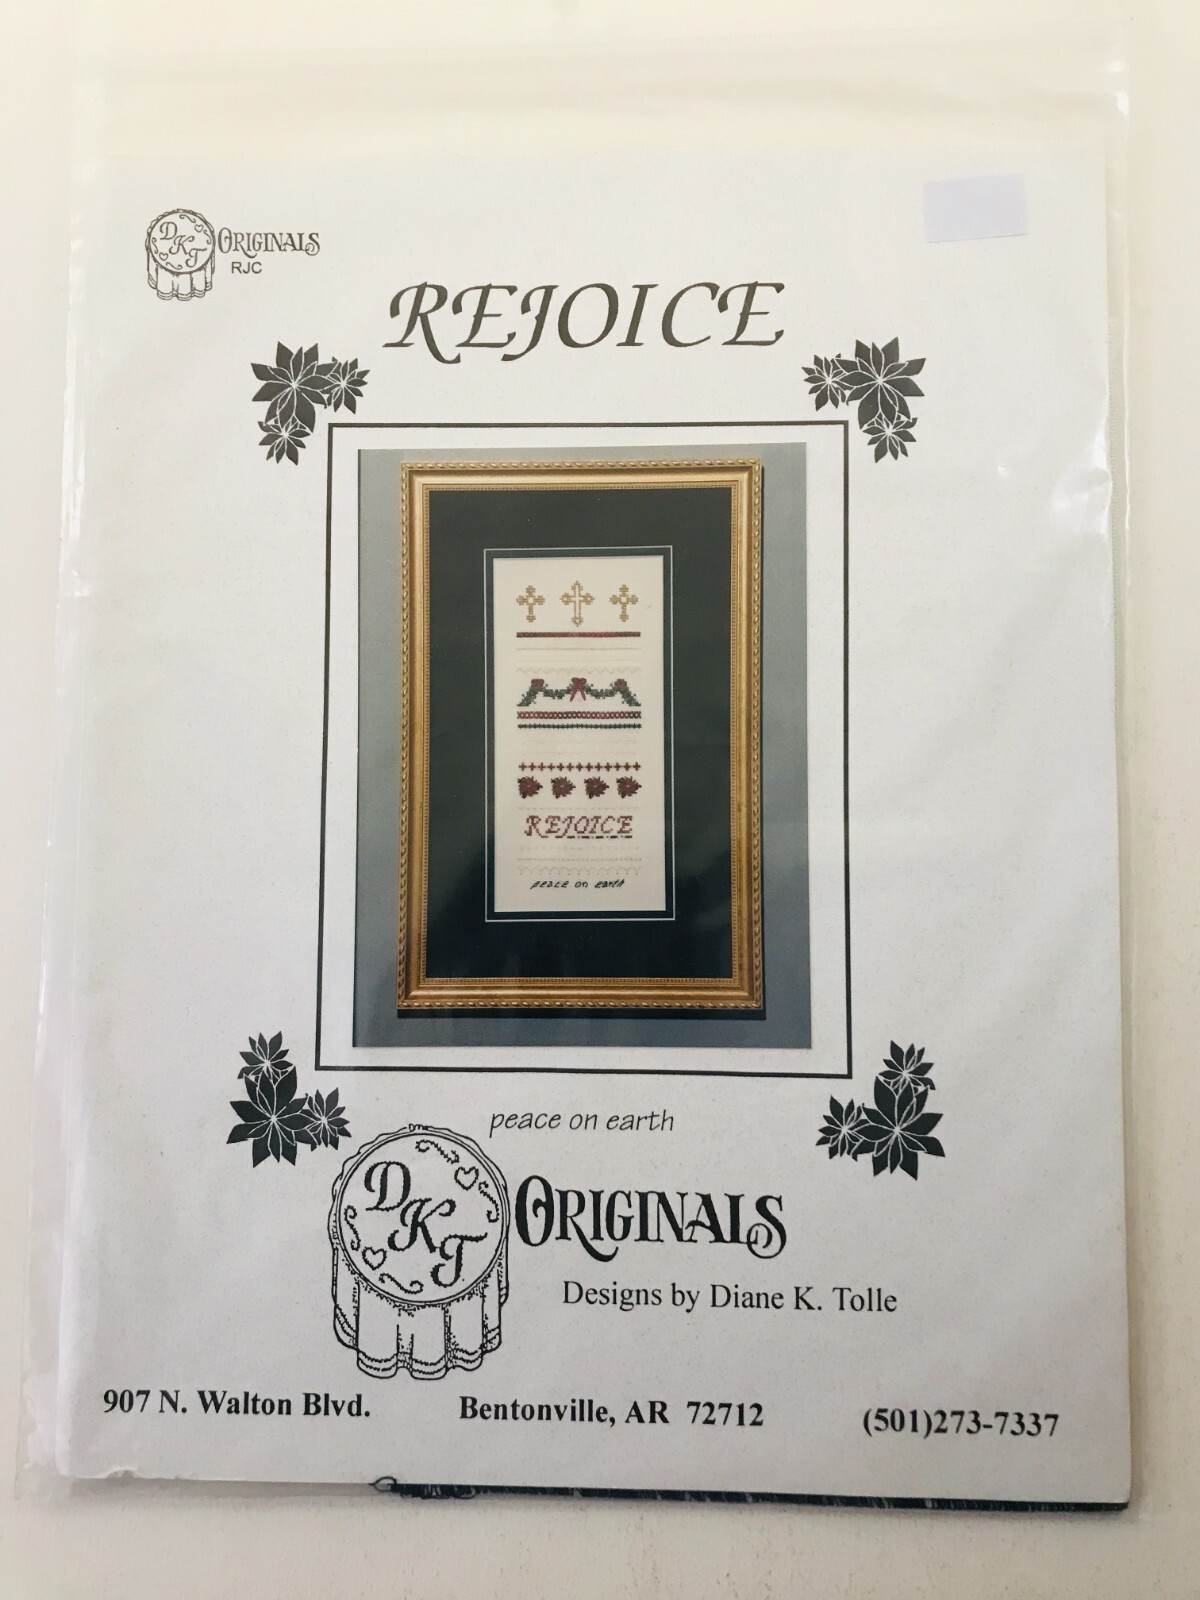 DKT ORIGINALS
RJC
REJOICE
REJOICE
peace on earth
peace on earth
DKT ORIGINALS
Designs by Diane K. Tolle
907 N. Walton Blvd. Bentonville, AR 72712 (501)273-7337